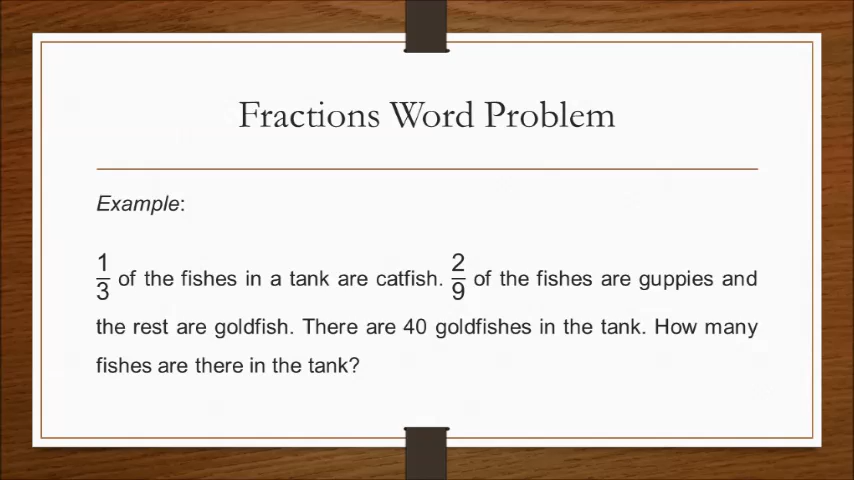 Fractions Word Problem
Example:
1/3 of the fishes in a tank are catfish. 2/9 of the fishes are guppies and
the rest are goldfish. There are 40 goldfishes in the tank. How many
fishes are there in the tank?